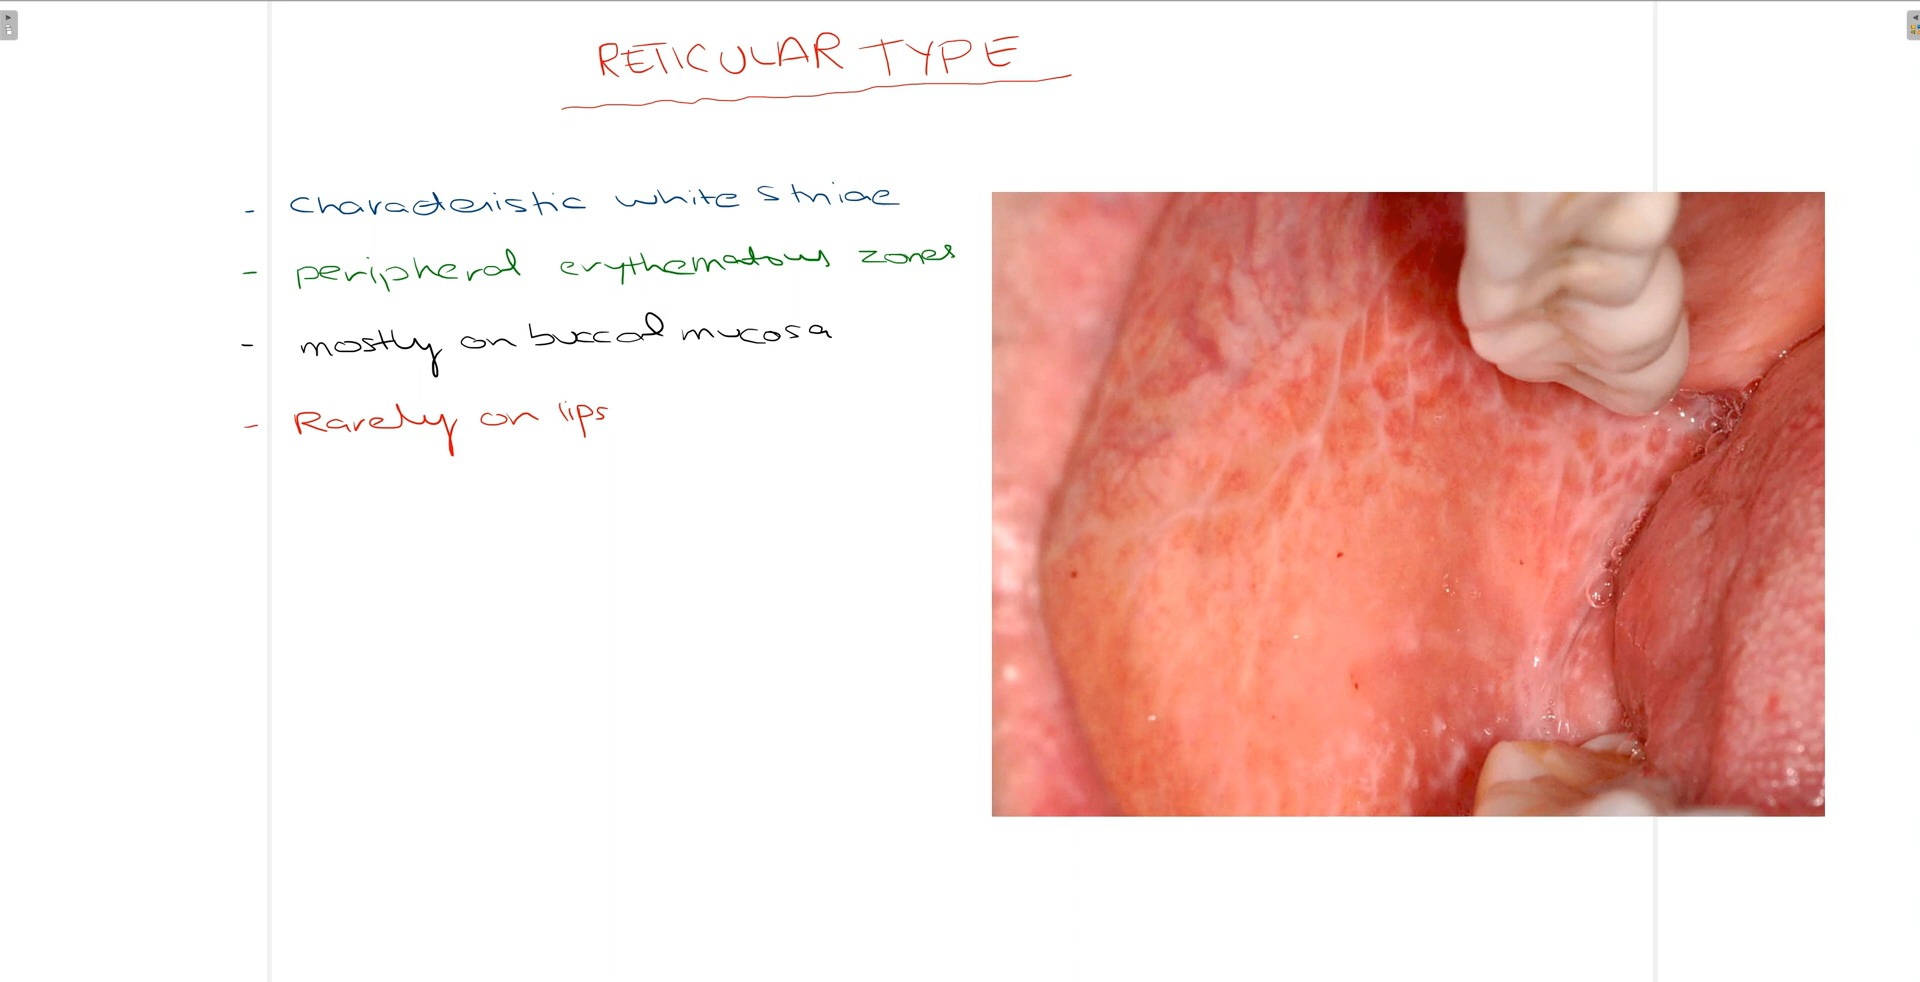 RETICULAR TYPE
- characteristic white striae
- peripheral erythematous zones
- mostly on buccal mucosa
- Rarely on lips